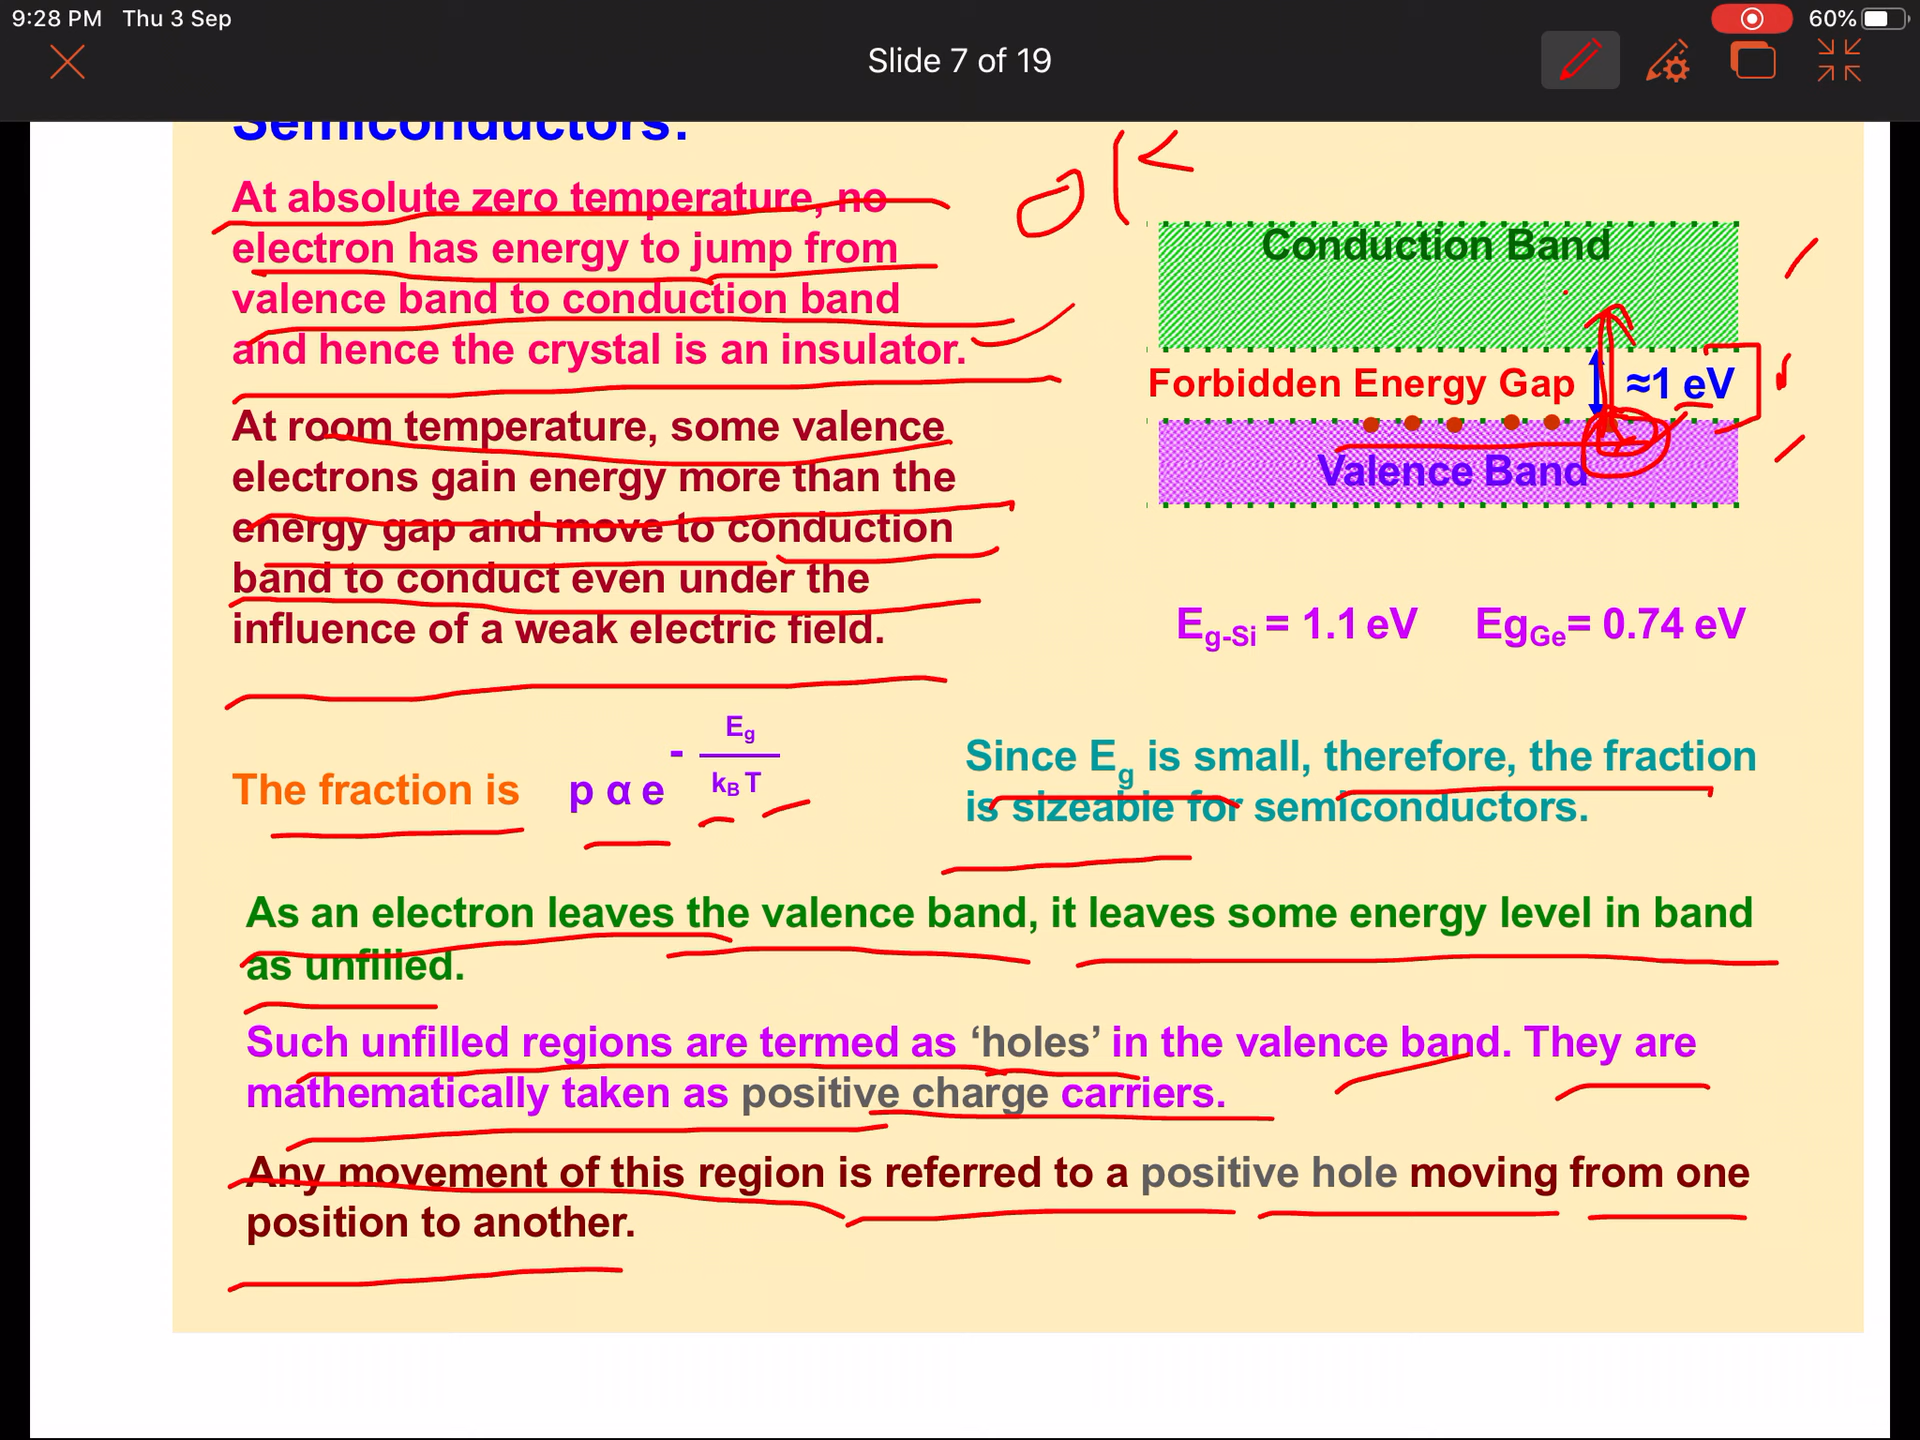 9:28 PM Thu 3 Sep
60%
Slide 7 of 19
Semiconductors:
0 K
At absolute zero temperature, no
electron has energy to jump from
valence band to conduction band
and hence the crystal is an insulator.
At room temperature, some valence
electrons gain energy more than the
energy gap and move to conduction
band to conduct even under the
influence of a weak electric field.
Conduction Band
Forbidden Energy Gap ≈1 eV
Valence Band
Eg-Si = 1.1 eV EgGe= 0.74 eV
The fraction is p α e - Eg / kB T
Since Eg is small, therefore, the fraction
is sizeable for semiconductors.
As an electron leaves the valence band, it leaves some energy level in band
as unfilled.
Such unfilled regions are termed as ‘holes’ in the valence band. They are
mathematically taken as positive charge carriers.
Any movement of this region is referred to a positive hole moving from one
position to another.